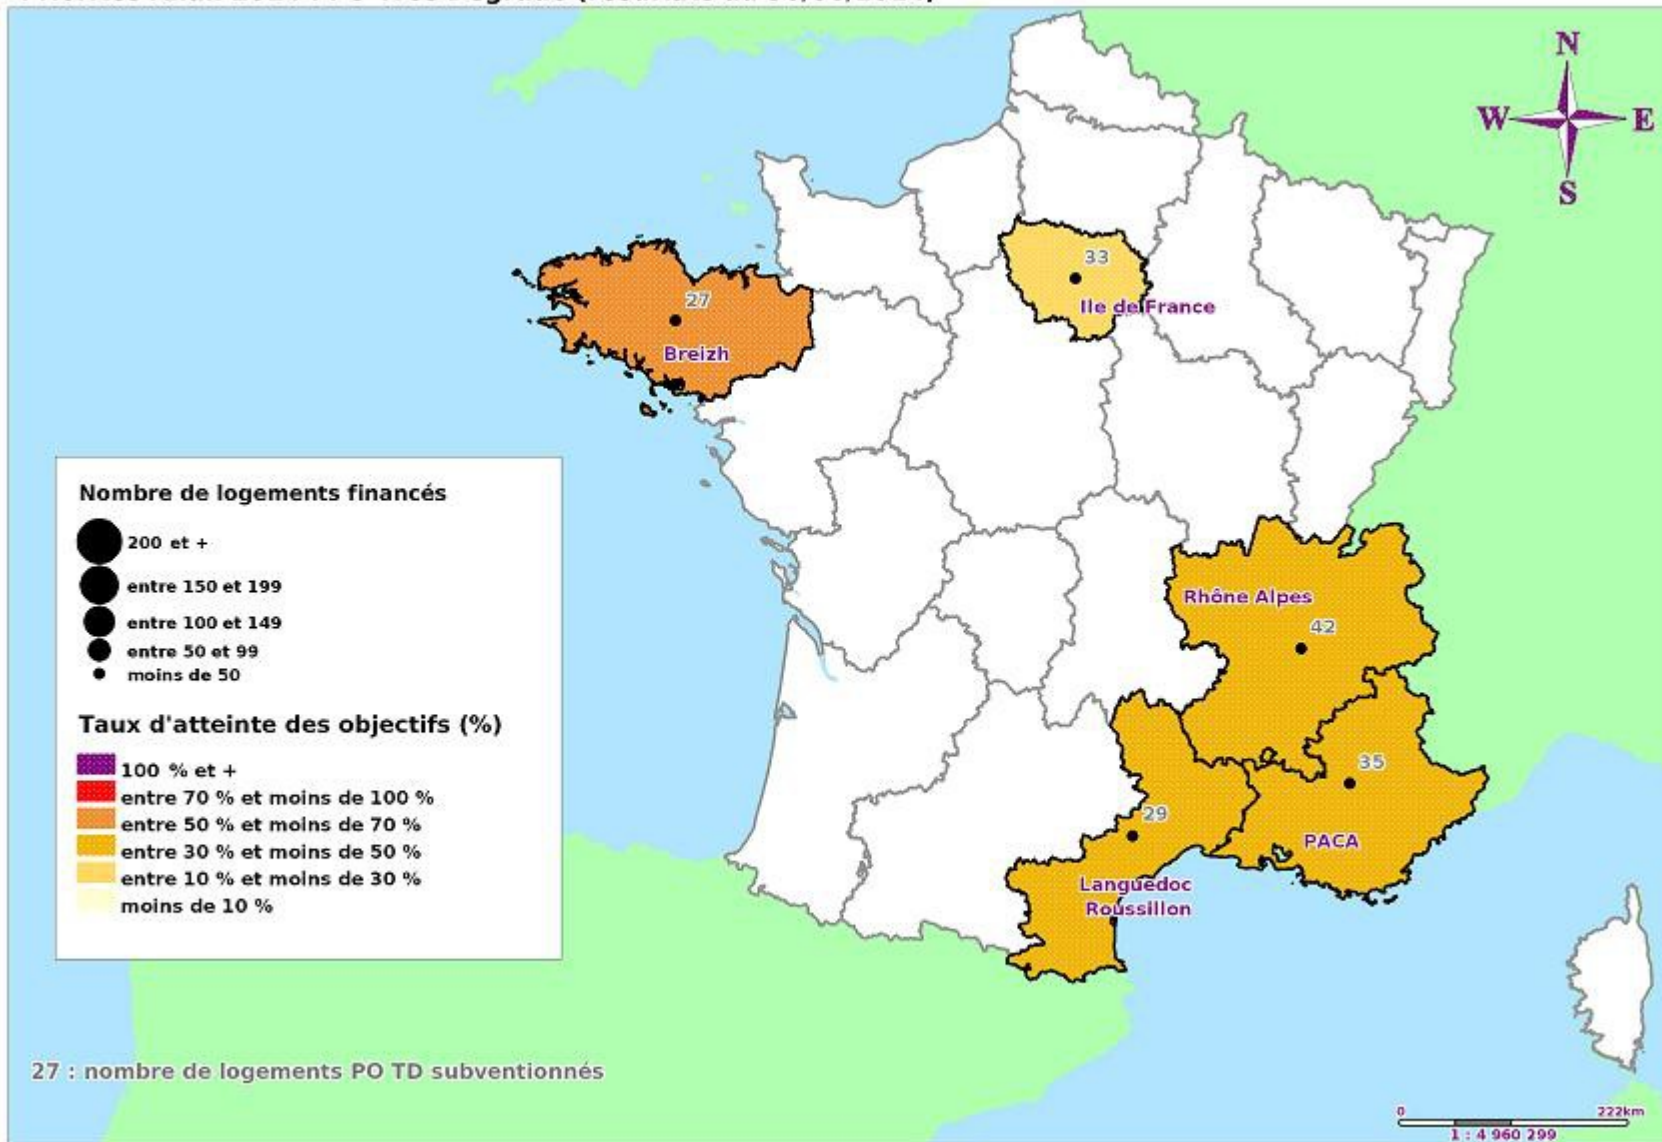 N
W E
S
33
Ile de France
27
Breizh
Nombre de logements financés
200 et +
entre 150 et 199
entre 100 et 149
entre 50 et 99
moins de 50
Taux d'atteinte des objectifs (%)
100 % et +
entre 70 % et moins de 100 %
entre 50 % et moins de 70 %
entre 30 % et moins de 50 %
entre 10 % et moins de 30 %
moins de 10 %
Rhône Alpes
42
35
PACA
29
Languedoc
Roussillon
27 : nombre de logements PO TD subventionnés
0 222km
1 : 4 960 299